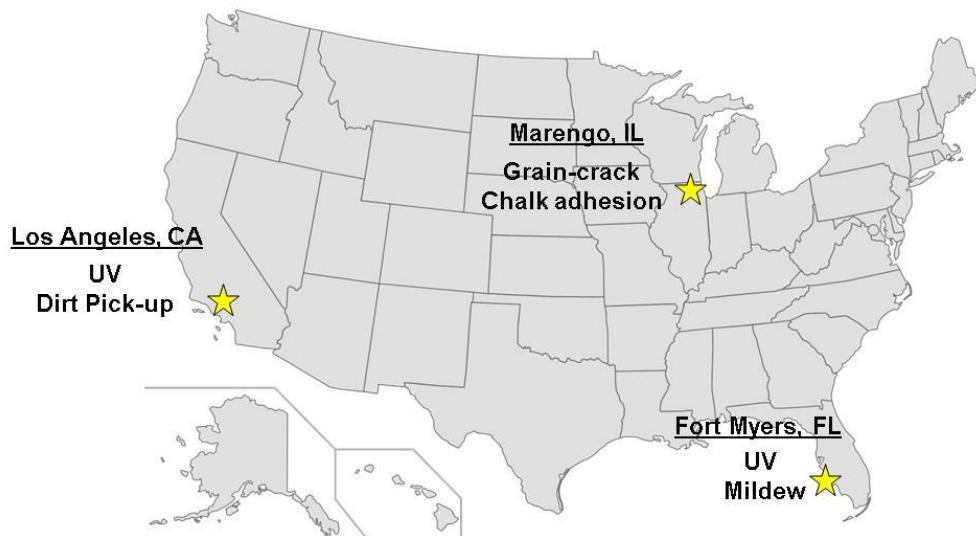 Marengo, IL
Grain-crack
Chalk adhesion
Los Angeles, CA
UV
Dirt Pick-up
Fort Myers, FL
UV
Mildew